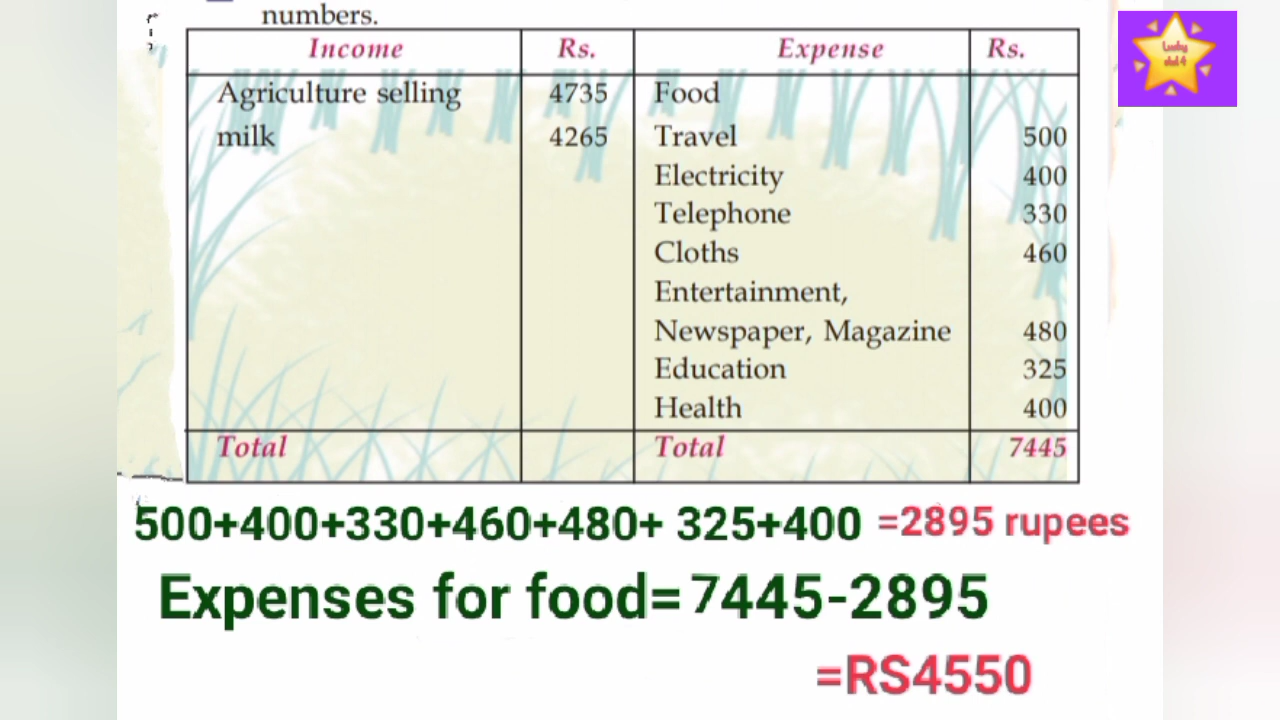 numbers.
Income Rs. Expense Rs.
Agriculture selling 4735 Food
milk 4265 Travel 500
Electricity 400
Telephone 330
Cloths 460
Entertainment,
Newspaper, Magazine 480
Education 325
Health 400
Total Total 7445
500+400+330+460+480+ 325+400 =2895 rupees
Expenses for food=7445-2895
=RS4550